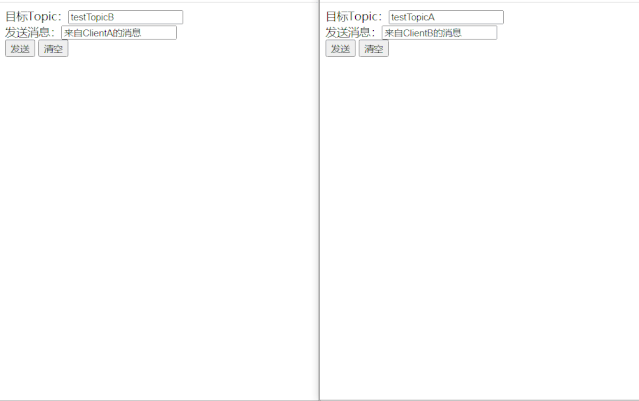 目标Topic：testTopicB
发送消息：来自ClientA的消息
发送 清空
目标Topic：testTopicA
发送消息：来自ClientB的消息
发送 清空